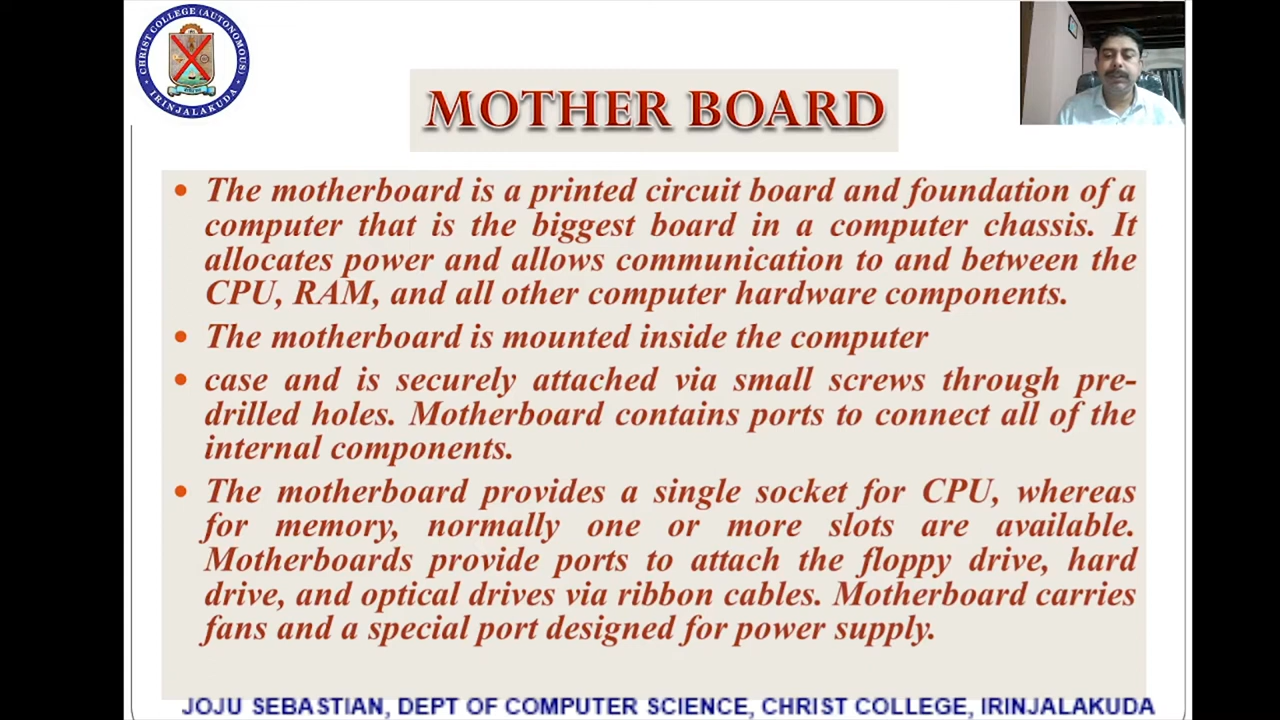 CHRIST COLLEGE (AUTONOMOUS)
IRINJALAKUDA
MOTHER BOARD
• The motherboard is a printed circuit board and foundation of a
computer that is the biggest board in a computer chassis. It
allocates power and allows communication to and between the
CPU, RAM, and all other computer hardware components.
• The motherboard is mounted inside the computer
• case and is securely attached via small screws through pre-
drilled holes. Motherboard contains ports to connect all of the
internal components.
• The motherboard provides a single socket for CPU, whereas
for memory, normally one or more slots are available.
Motherboards provide ports to attach the floppy drive, hard
drive, and optical drives via ribbon cables. Motherboard carries
fans and a special port designed for power supply.
JOJU SEBASTIAN, DEPT OF COMPUTER SCIENCE, CHRIST COLLEGE, IRINJALAKUDA